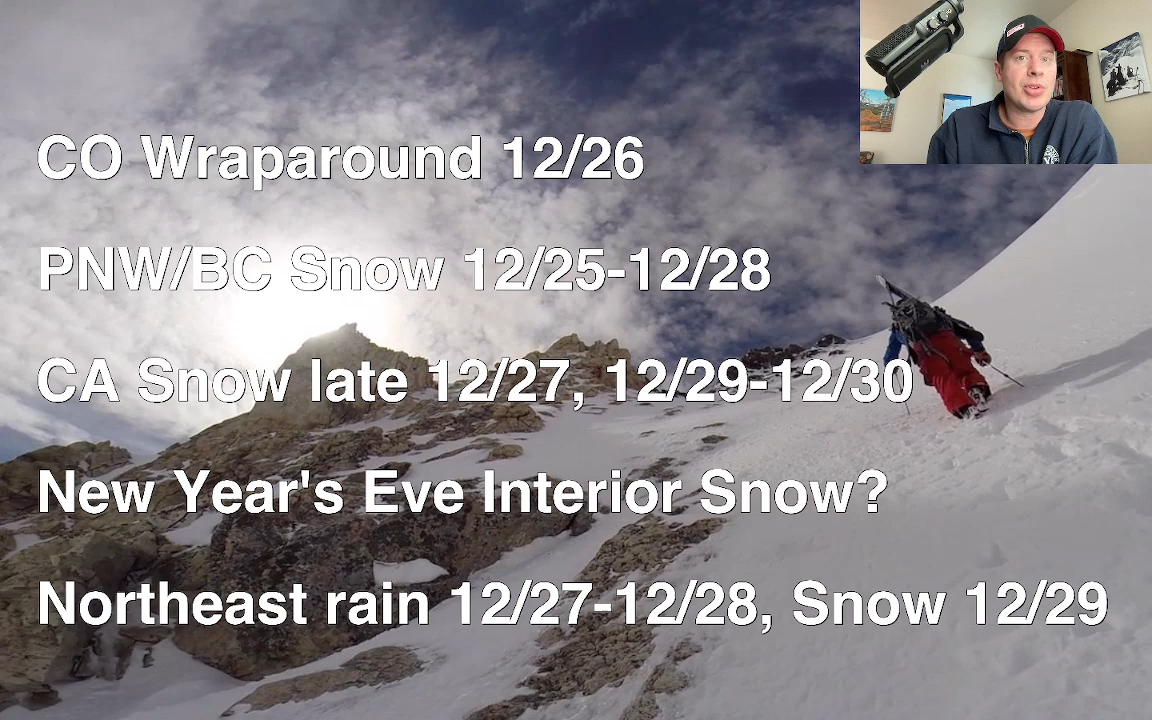 CO Wraparound 12/26
PNW/BC Snow 12/25-12/28
CA Snow late 12/27, 12/29-12/30
New Year's Eve Interior Snow?
Northeast rain 12/27-12/28, Snow 12/29